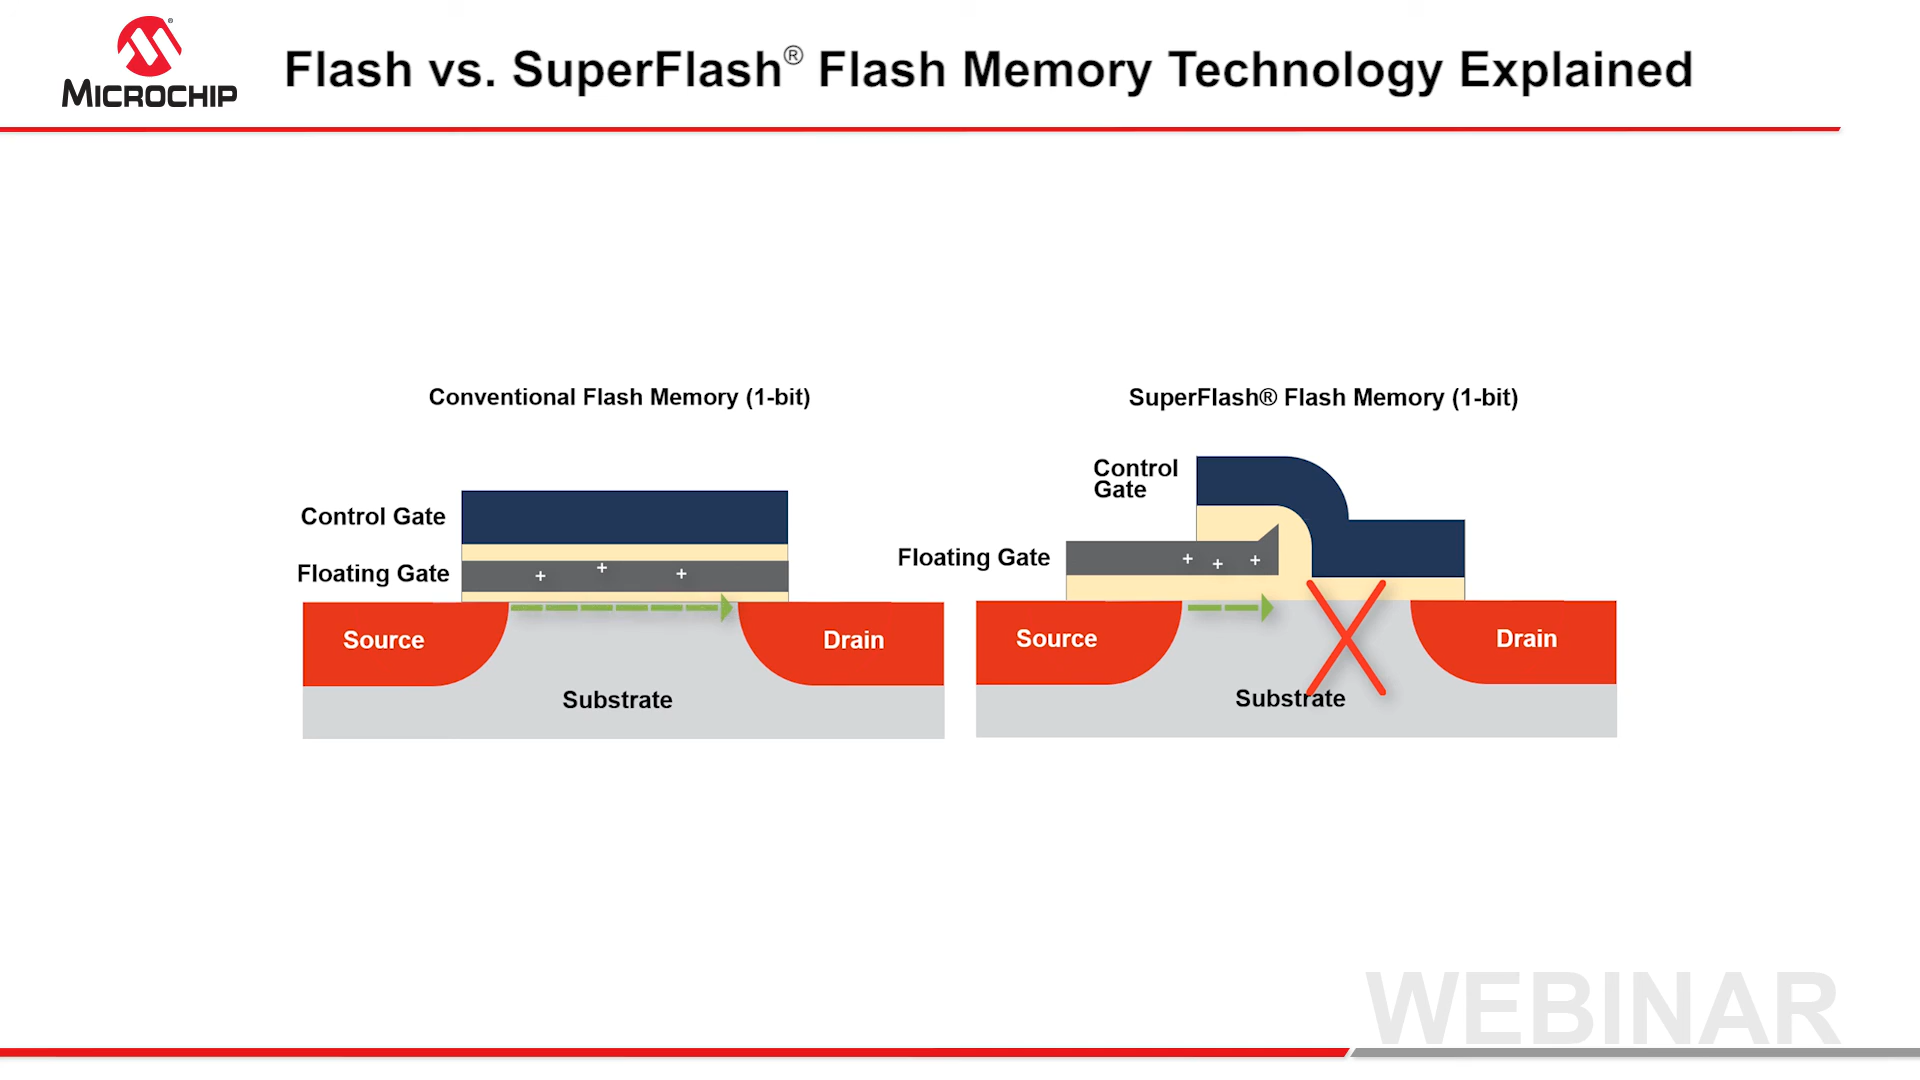 MICROCHIP
Flash vs. SuperFlash® Flash Memory Technology Explained
Conventional Flash Memory (1-bit)
Control Gate
Floating Gate
Source
Drain
Substrate
SuperFlash® Flash Memory (1-bit)
Control
Gate
Floating Gate
Source
Drain
Substrate
WEBINAR